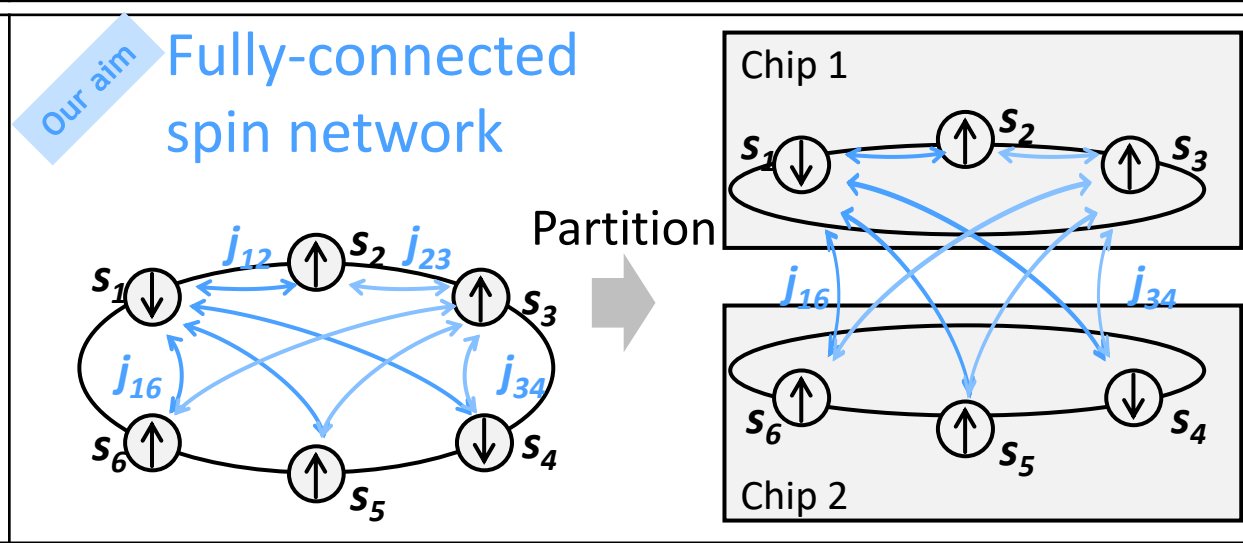 Our aim
Fully-connected
spin network
s1
j12
s2
j23
s3
j16
j34
s6
s5
s4
Partition
Chip 1
s1
s2
s3
j16
j34
s6
s5
s4
Chip 2